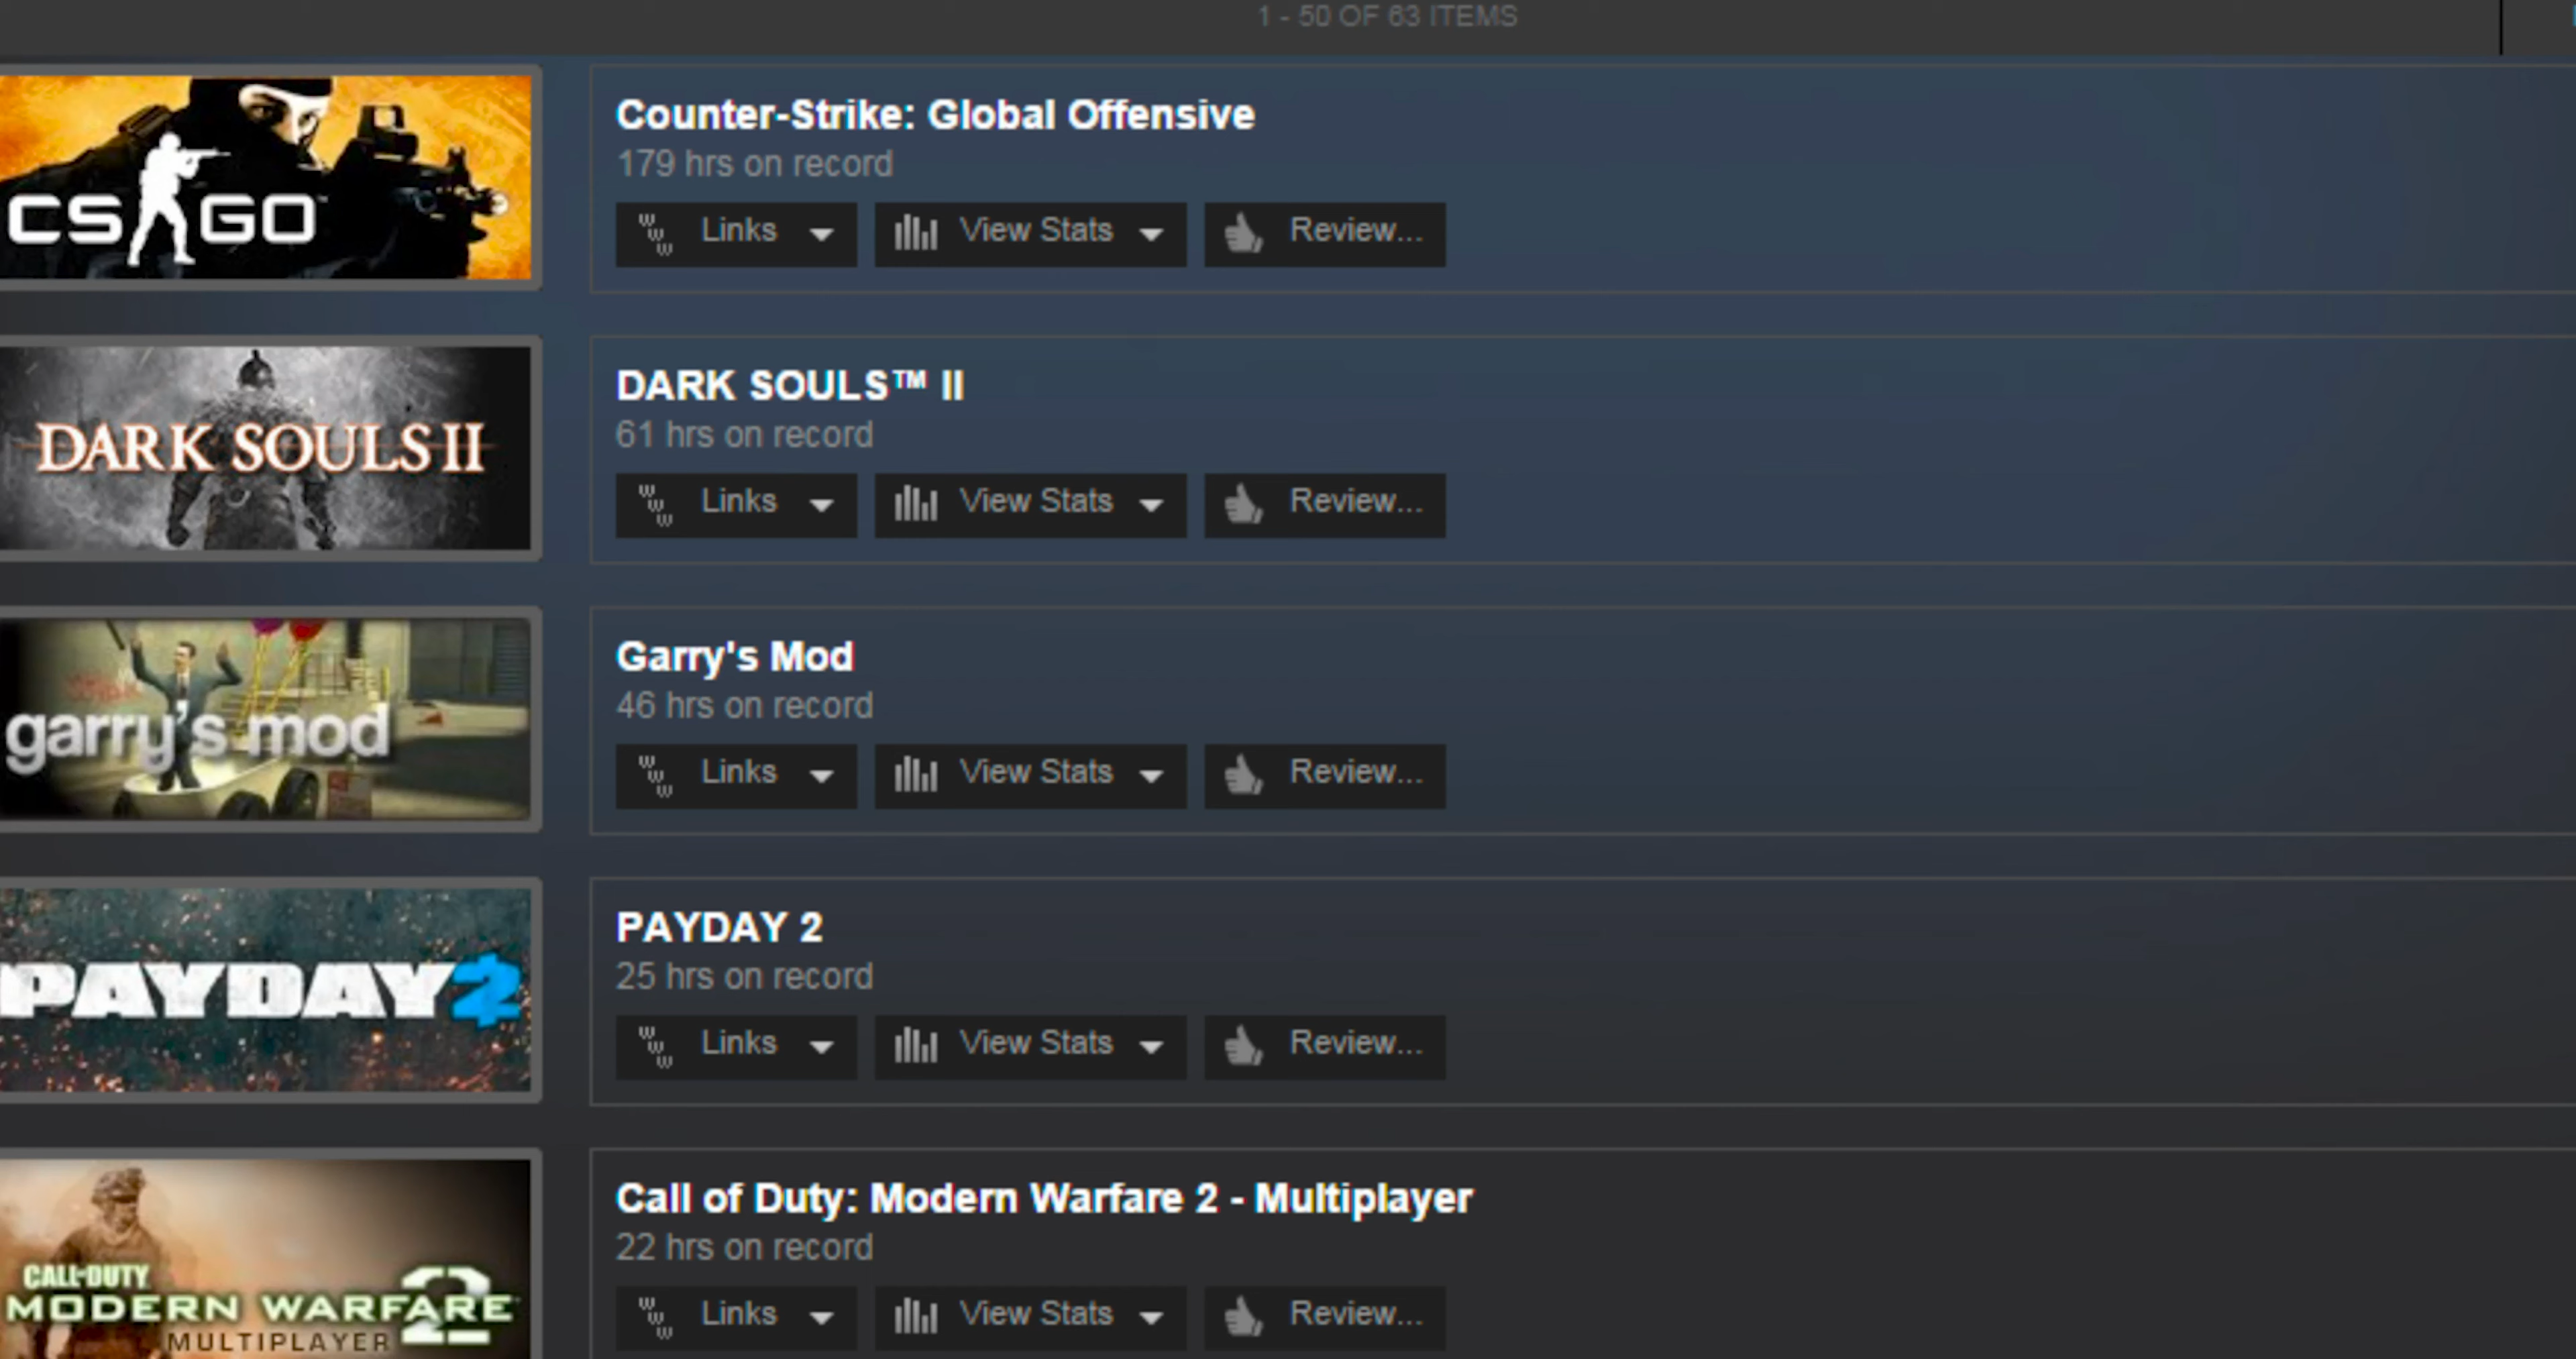 1 - 50 OF 63 ITEMS
CS GO
Counter-Strike: Global Offensive
179 hrs on record
Links
View Stats
Review...
DARK SOULS II
DARK SOULS™ II
61 hrs on record
Links
View Stats
Review...
garry's mod
Garry's Mod
46 hrs on record
Links
View Stats
Review...
PAYDAY 2
PAYDAY 2
25 hrs on record
Links
View Stats
Review...
CALL OF DUTY
MODERN WARFARE 2
MULTIPLAYER
Call of Duty: Modern Warfare 2 - Multiplayer
22 hrs on record
Links
View Stats
Review...